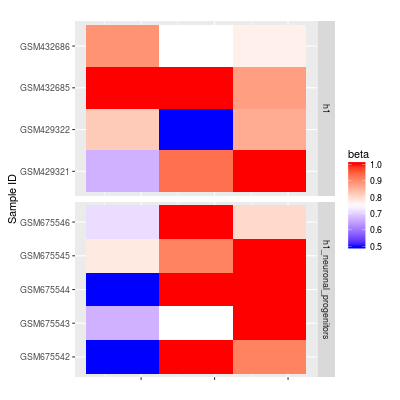 GSM432686
GSM432685
GSM429322
GSM429321
h1
GSM675546
GSM675545
GSM675544
GSM675543
GSM675542
h1_neuronal_progenitors
Sample ID
beta
1.0
0.9
0.8
0.7
0.6
0.5